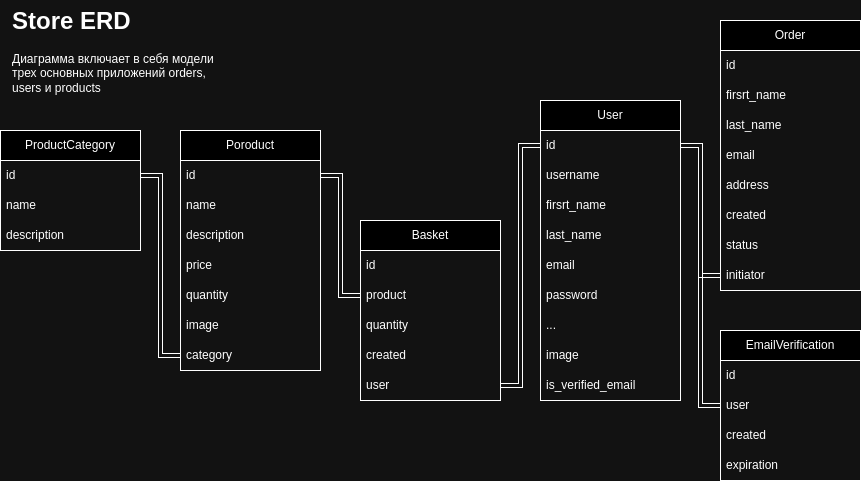 Store ERD
Диаграмма включает в себя модели
трех основных приложений orders,
users и products
ProductCategory
id
name
description
Poroduct
id
name
description
price
quantity
image
category
Basket
id
product
quantity
created
user
User
id
username
firsrt_name
last_name
email
password
...
image
is_verified_email
Order
id
firsrt_name
last_name
email
address
created
status
initiator
EmailVerification
id
user
created
expiration